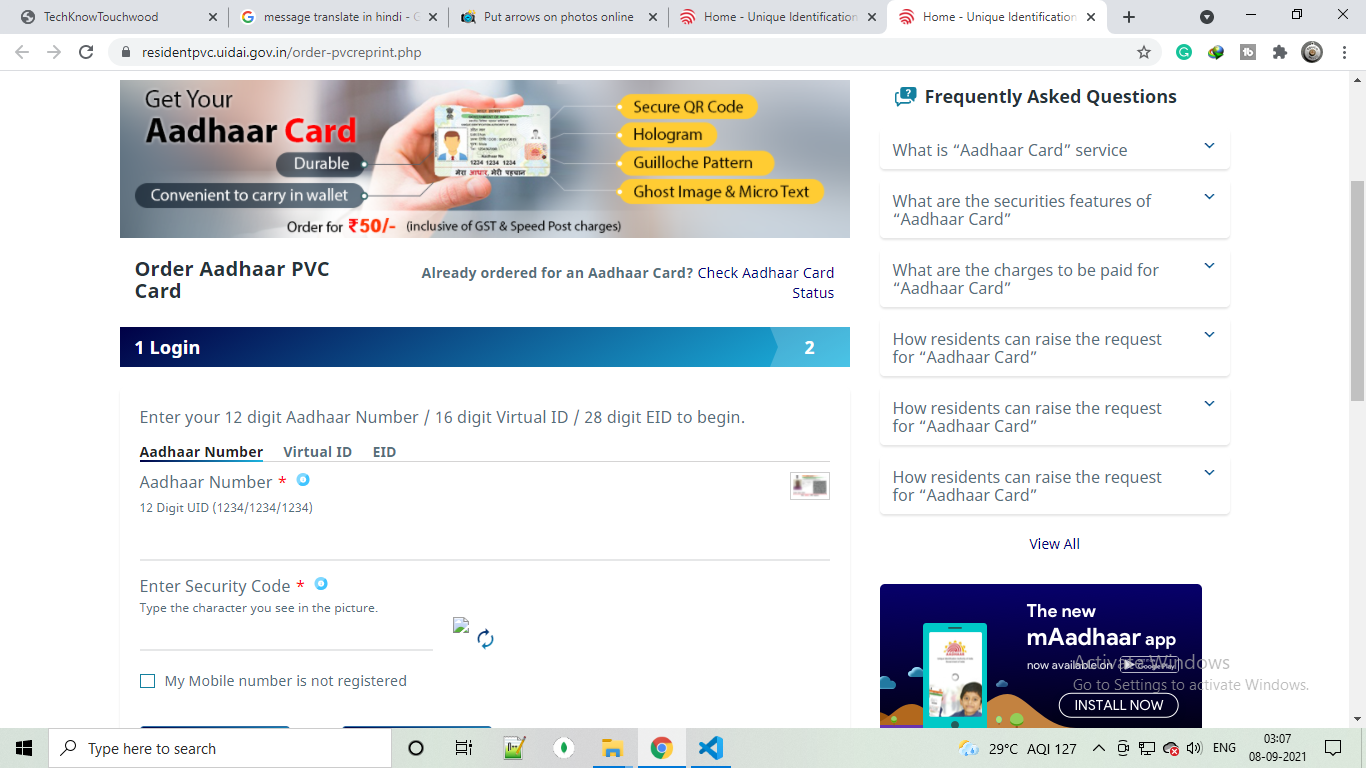 TechKnowTouchwood
message translate in hindi - G
Put arrows on photos online
Home - Unique Identification
Home - Unique Identification
residentpvc.uidai.gov.in/order-pvcreprint.php
Get Your
Aadhaar Card
Durable
Convenient to carry in wallet
1234 1234 1234
मेरा आधार, मेरी पहचान
Secure QR Code
Hologram
Guilloche Pattern
Ghost Image & Micro Text
Order for ₹50/- (inclusive of GST & Speed Post charges)
Order Aadhaar PVC
Card
Already ordered for an Aadhaar Card? Check Aadhaar Card
Status
1 Login
2
Enter your 12 digit Aadhaar Number / 16 digit Virtual ID / 28 digit EID to begin.
Aadhaar Number Virtual ID EID
Aadhaar Number *
12 Digit UID (1234/1234/1234)
Enter Security Code *
Type the character you see in the picture.
My Mobile number is not registered
Frequently Asked Questions
What is “Aadhaar Card” service
What are the securities features of
“Aadhaar Card”
What are the charges to be paid for
“Aadhaar Card”
How residents can raise the request
for “Aadhaar Card”
How residents can raise the request
for “Aadhaar Card”
How residents can raise the request
for “Aadhaar Card”
View All
The new
mAadhaar app
now available on Google Play
AADHAAR
INSTALL NOW
Activate Windows
Go to Settings to activate Windows.
Type here to search
29°C AQI 127
ENG
03:07
08-09-2021